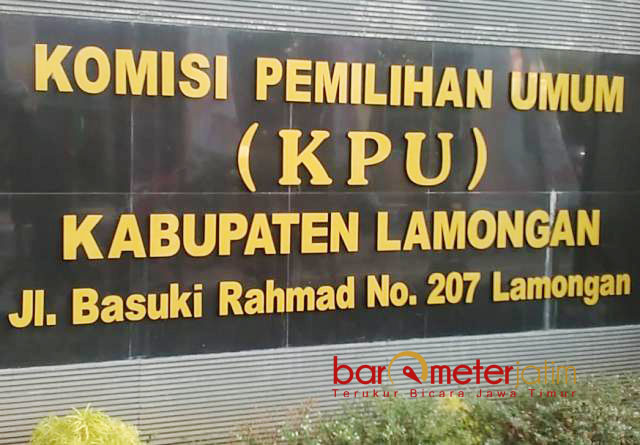 KOMISI PEMILIHAN UMUM
(KPU)
KABUPATEN LAMONGAN
Jl. Basuki Rahmad No. 207 Lamongan
barometerjatim
Terukur Bicara Jawa Timur